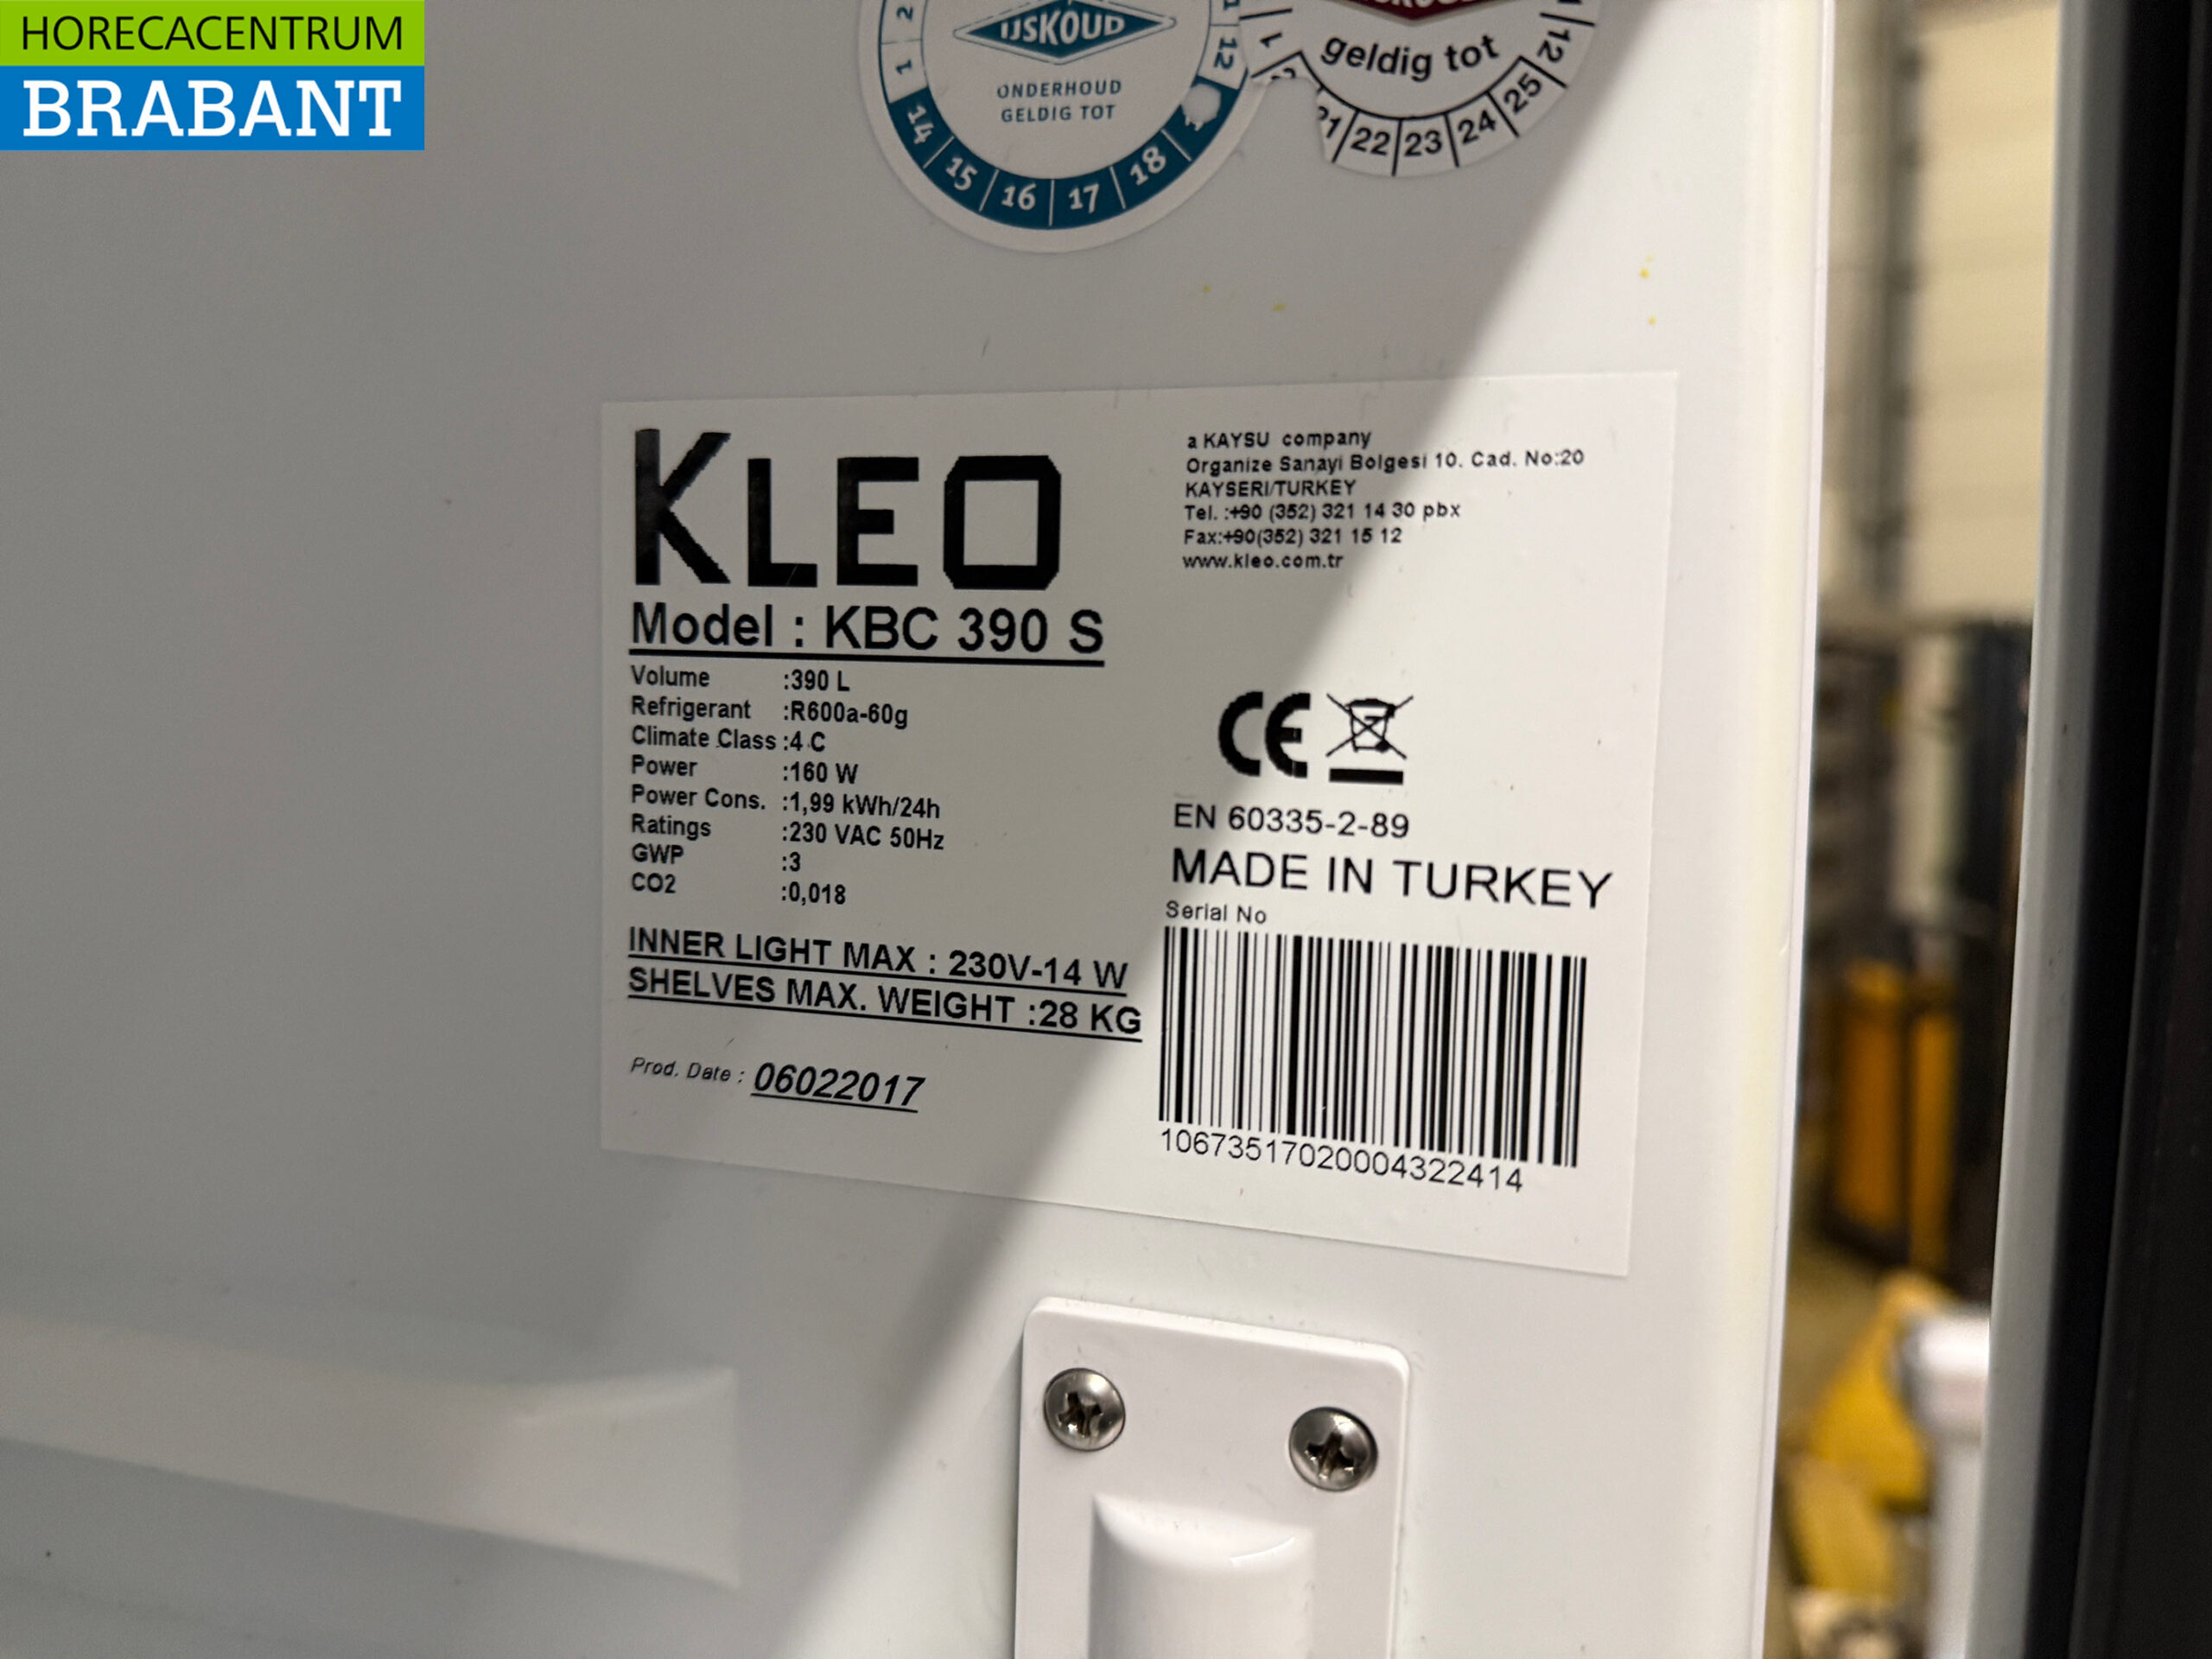 HORECACENTRUM
BRABANT
2
1
12
IJSKOUD
ONDERHOUD
GELDIG TOT
14
15
16
17
18
1
12
geldig tot
22
23
24
25
KLEO
Model : KBC 390 S
Volume :390 L
Refrigerant :R600a-60g
Climate Class :4 C
Power :160 W
Power Cons. :1,99 kWh/24h
Ratings :230 VAC 50Hz
GWP :3
CO2 :0,018
INNER LIGHT MAX : 230V-14 W
SHELVES MAX. WEIGHT :28 KG
Prod. Date : 06022017
a KAYSU company
Organize Sanayi Bolgesi 10. Cad. No:20
KAYSERI/TURKEY
Tel. :+90 (352) 321 14 30 pbx
Fax:+90(352) 321 15 12
www.kleo.com.tr
CE
EN 60335-2-89
MADE IN TURKEY
Serial No
10673517020004322414